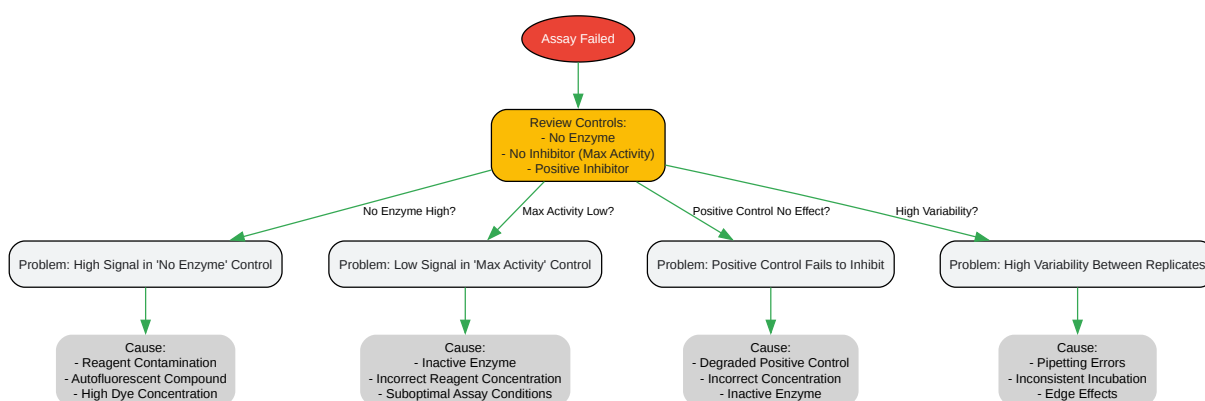 Assay Failed
Review Controls:
- No Enzyme
- No Inhibitor (Max Activity)
- Positive Inhibitor
No Enzyme High?
Max Activity Low?
Positive Control No Effect?
High Variability?
Problem: High Signal in 'No Enzyme' Control
Problem: Low Signal in 'Max Activity' Control
Problem: Positive Control Fails to Inhibit
Problem: High Variability Between Replicates
Cause:
- Reagent Contamination
- Autofluorescent Compound
- High Dye Concentration
Cause:
- Inactive Enzyme
- Incorrect Reagent Concentration
- Suboptimal Assay Conditions
Cause:
- Degraded Positive Control
- Incorrect Concentration
- Inactive Enzyme
Cause:
- Pipetting Errors
- Inconsistent Incubation
- Edge Effects